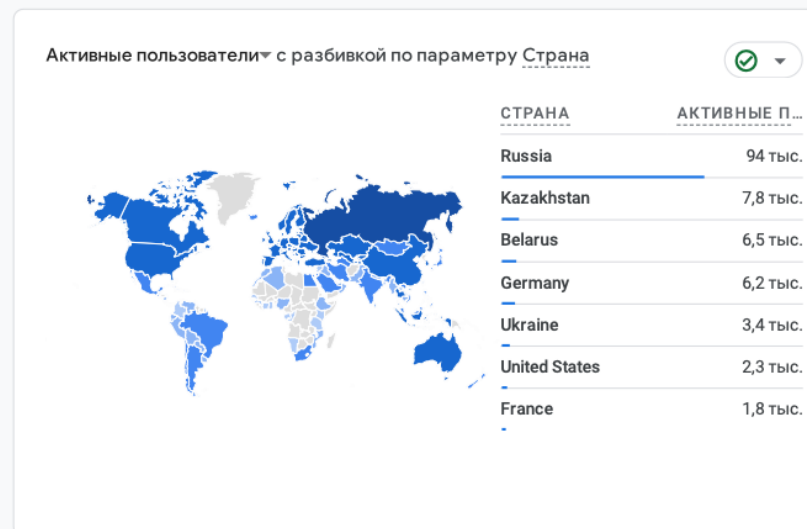 Активные пользователи с разбивкой по параметру Страна
СТРАНА АКТИВНЫЕ П...
Russia 94 тыс.
Kazakhstan 7,8 тыс.
Belarus 6,5 тыс.
Germany 6,2 тыс.
Ukraine 3,4 тыс.
United States 2,3 тыс.
France 1,8 тыс.